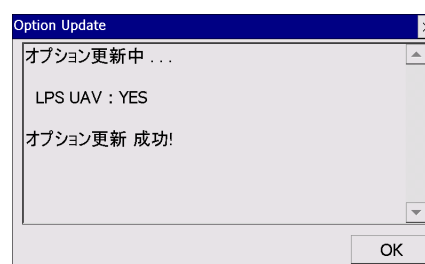 Option Update
オプション更新中 . . .
LPS UAV : YES
オプション更新 成功!
OK